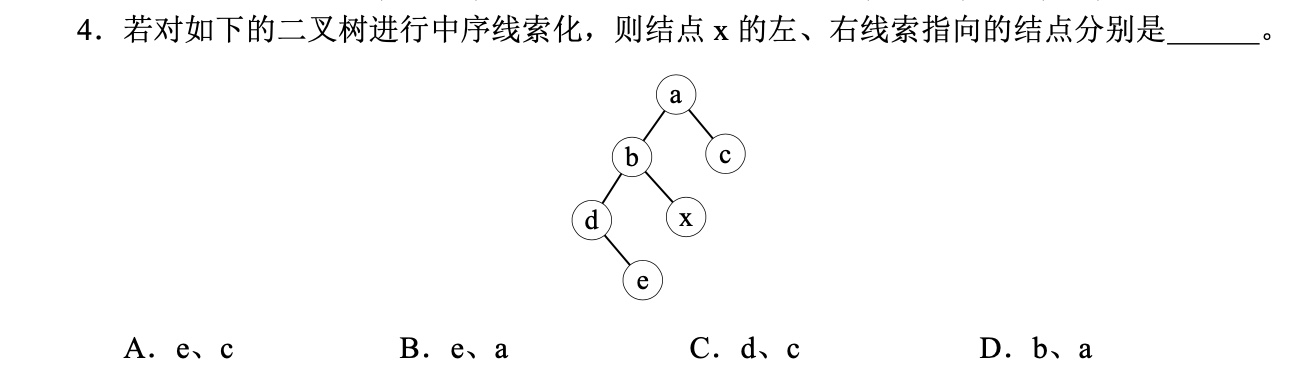 4．若对如下的二叉树进行中序线索化，则结点 x 的左、右线索指向的结点分别是______。
a
b
c
d
x
e
A．e、c B．e、a C．d、c D．b、a